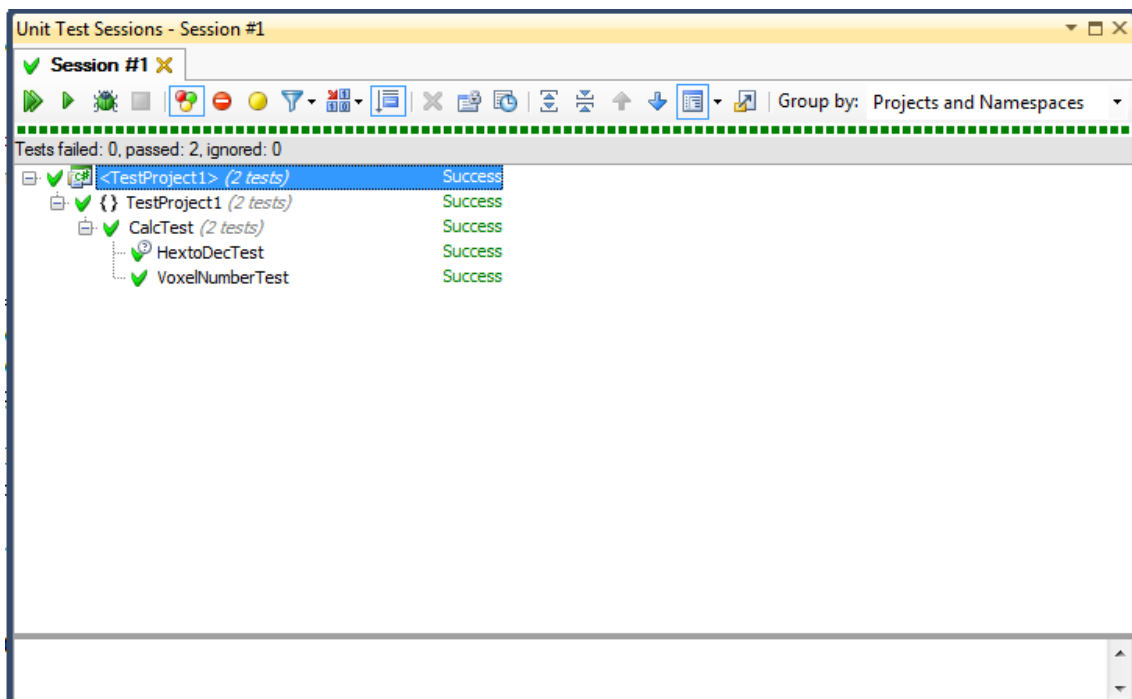 Unit Test Sessions - Session #1
Session #1
Group by: Projects and Namespaces
Tests failed: 0, passed: 2, ignored: 0
<TestProject1> (2 tests) Success
{} TestProject1 (2 tests) Success
CalcTest (2 tests) Success
HextoDecTest Success
VoxelNumberTest Success